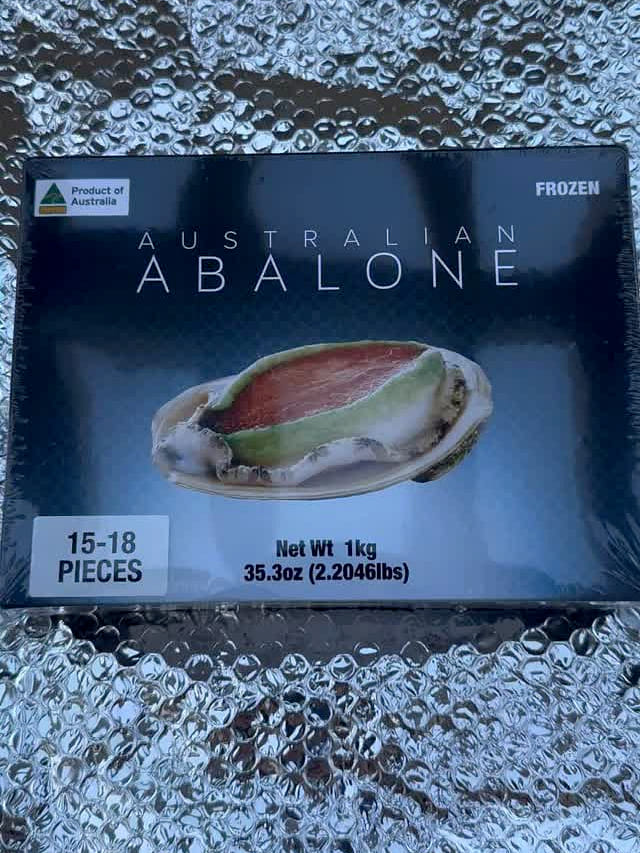 Product of
Australia
FROZEN
AUSTRALIAN
ABALONE
15-18
PIECES
Net Wt 1kg
35.3oz (2.2046lbs)